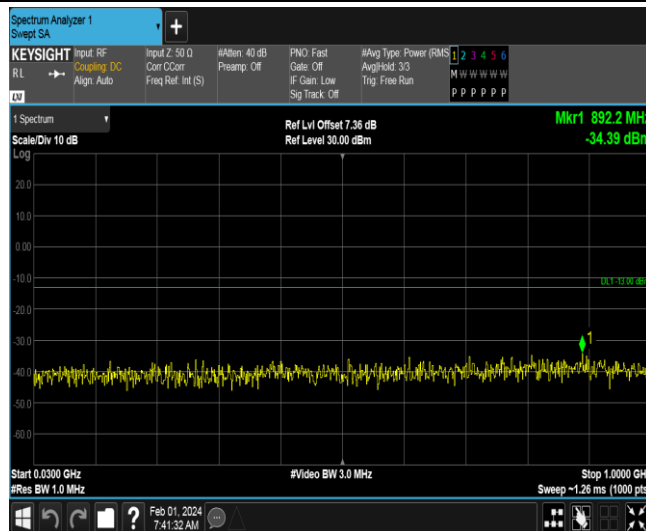 Spectrum Analyzer 1
Swept SA
+
KEYSIGHT
RL
LXI
Input: RF
Coupling: DC
Align: Auto
Input Z: 50 Ω
Corr CCorr
Freq Ref: Int (S)
#Atten: 40 dB
Preamp: Off
PNO: Fast
Gate: Off
IF Gain: Low
Sig Track: Off
#Avg Type: Power (RMS
Avg|Hold: 3/3
Trig: Free Run
1 2 3 4 5 6
M W W W W W
P P P P P P
1 Spectrum
Scale/Div 10 dB
Ref Lvl Offset 7.36 dB
Ref Level 30.00 dBm
Mkr1 892.2 MHz
-34.39 dBm
Log
20.0
10.0
0.00
-10.0
DL1 -13.00 dBm
-20.0
-30.0
1
-40.0
-50.0
-60.0
Start 0.0300 GHz
#Res BW 1.0 MHz
#Video BW 3.0 MHz
Stop 1.0000 GHz
Sweep ~1.26 ms (1000 pts)
?
Feb 01, 2024
7:41:32 AM